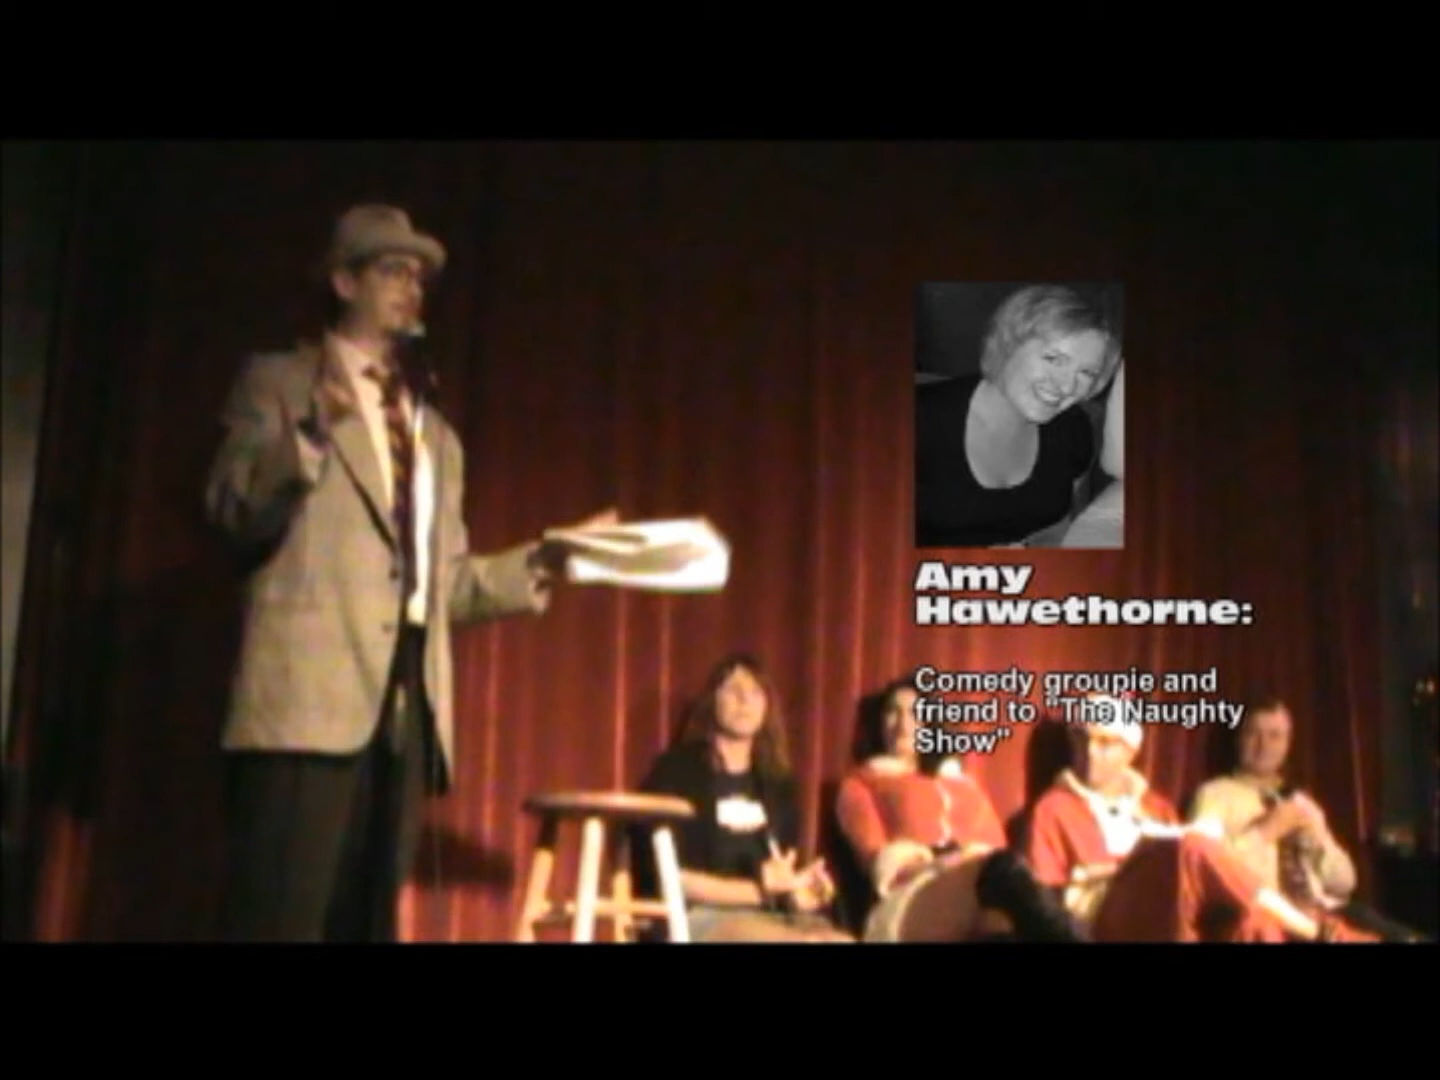 Amy
Hawethorne:
Comedy groupie and
friend to "The Naughty
Show"